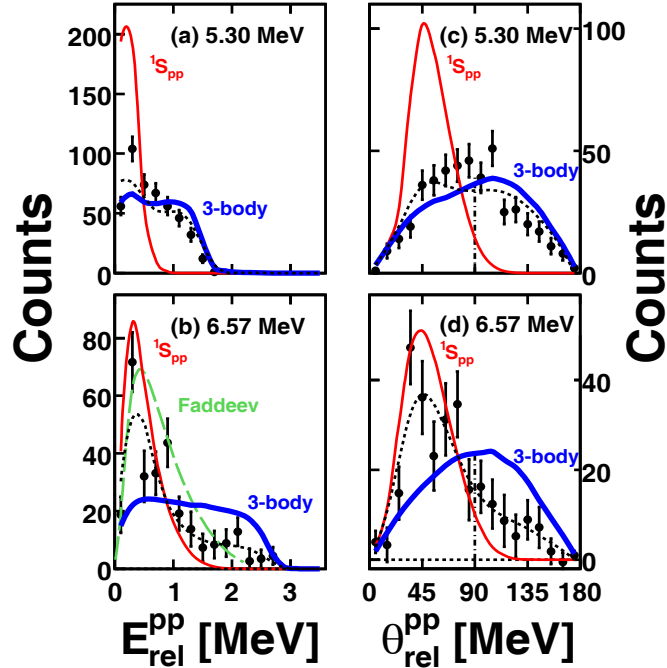 (a) 5.30 MeV
¹Spp
3-body
200
150
100
50
0
Counts
(c) 5.30 MeV
¹Spp
3-body
100
50
0
(b) 6.57 MeV
¹Spp
Faddeev
3-body
80
60
40
20
0
0 1 2 3
E^pp_rel [MeV]
(d) 6.57 MeV
¹Spp
3-body
40
20
0
Counts
0 45 90 135 180
θ^pp_rel [MeV]